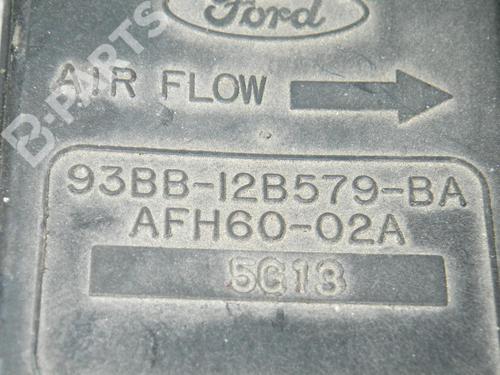 Ford
AIR FLOW
93BB-12B579-BA
AFH60-02A
5G13
B-PARTS